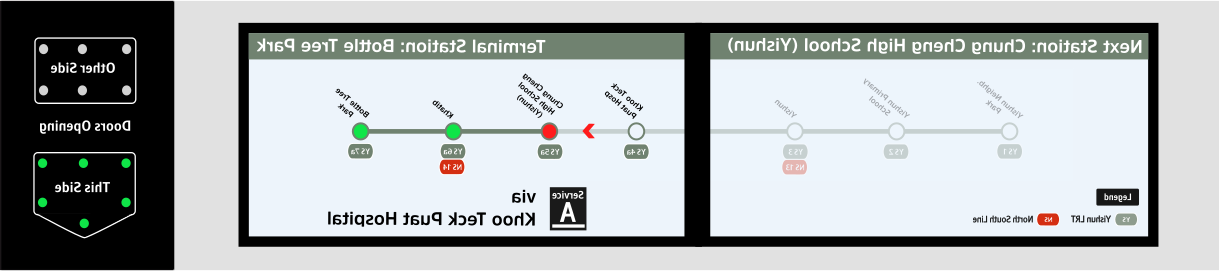 Next Station: Chung Cheng High School (Yishun)
Yishun Neighb
Park
YS 1
Yishun Primary
School
YS 2
Yishun
YS 3
NS 13
Legend
YS Yishun LRT NS North South Line
Terminal Station: Bottle Tree Park
Khoo Teck
Puat Hosp
YS 4a
Chung Cheng
High School
(Yishun)
YS 5a
Khatib
YS 6a
NS 14
Bottle Tree
Park
YS 7a
Service
A
via
Khoo Teck Puat Hospital
Other Side
Doors Opening
This Side